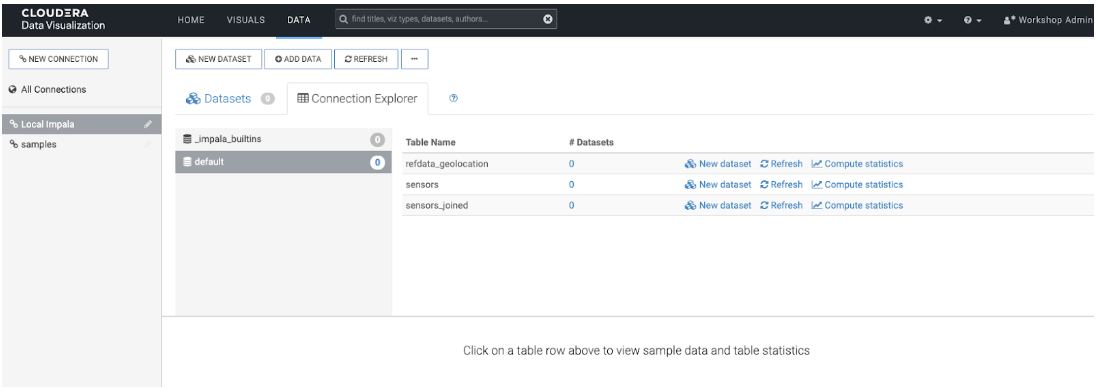 CLOUDERA
Data Visualization
HOME VISUALS DATA find titles, viz types, datasets, authors... Workshop Admin
NEW CONNECTION
All Connections
Local Impala
samples
NEW DATASET ADD DATA REFRESH ...
Datasets 0 Connection Explorer ?
_impala_builtins 0
default 0
Table Name # Datasets
refdata_geolocation 0 New dataset Refresh Compute statistics
sensors 0 New dataset Refresh Compute statistics
sensors_joined 0 New dataset Refresh Compute statistics
Click on a table row above to view sample data and table statistics